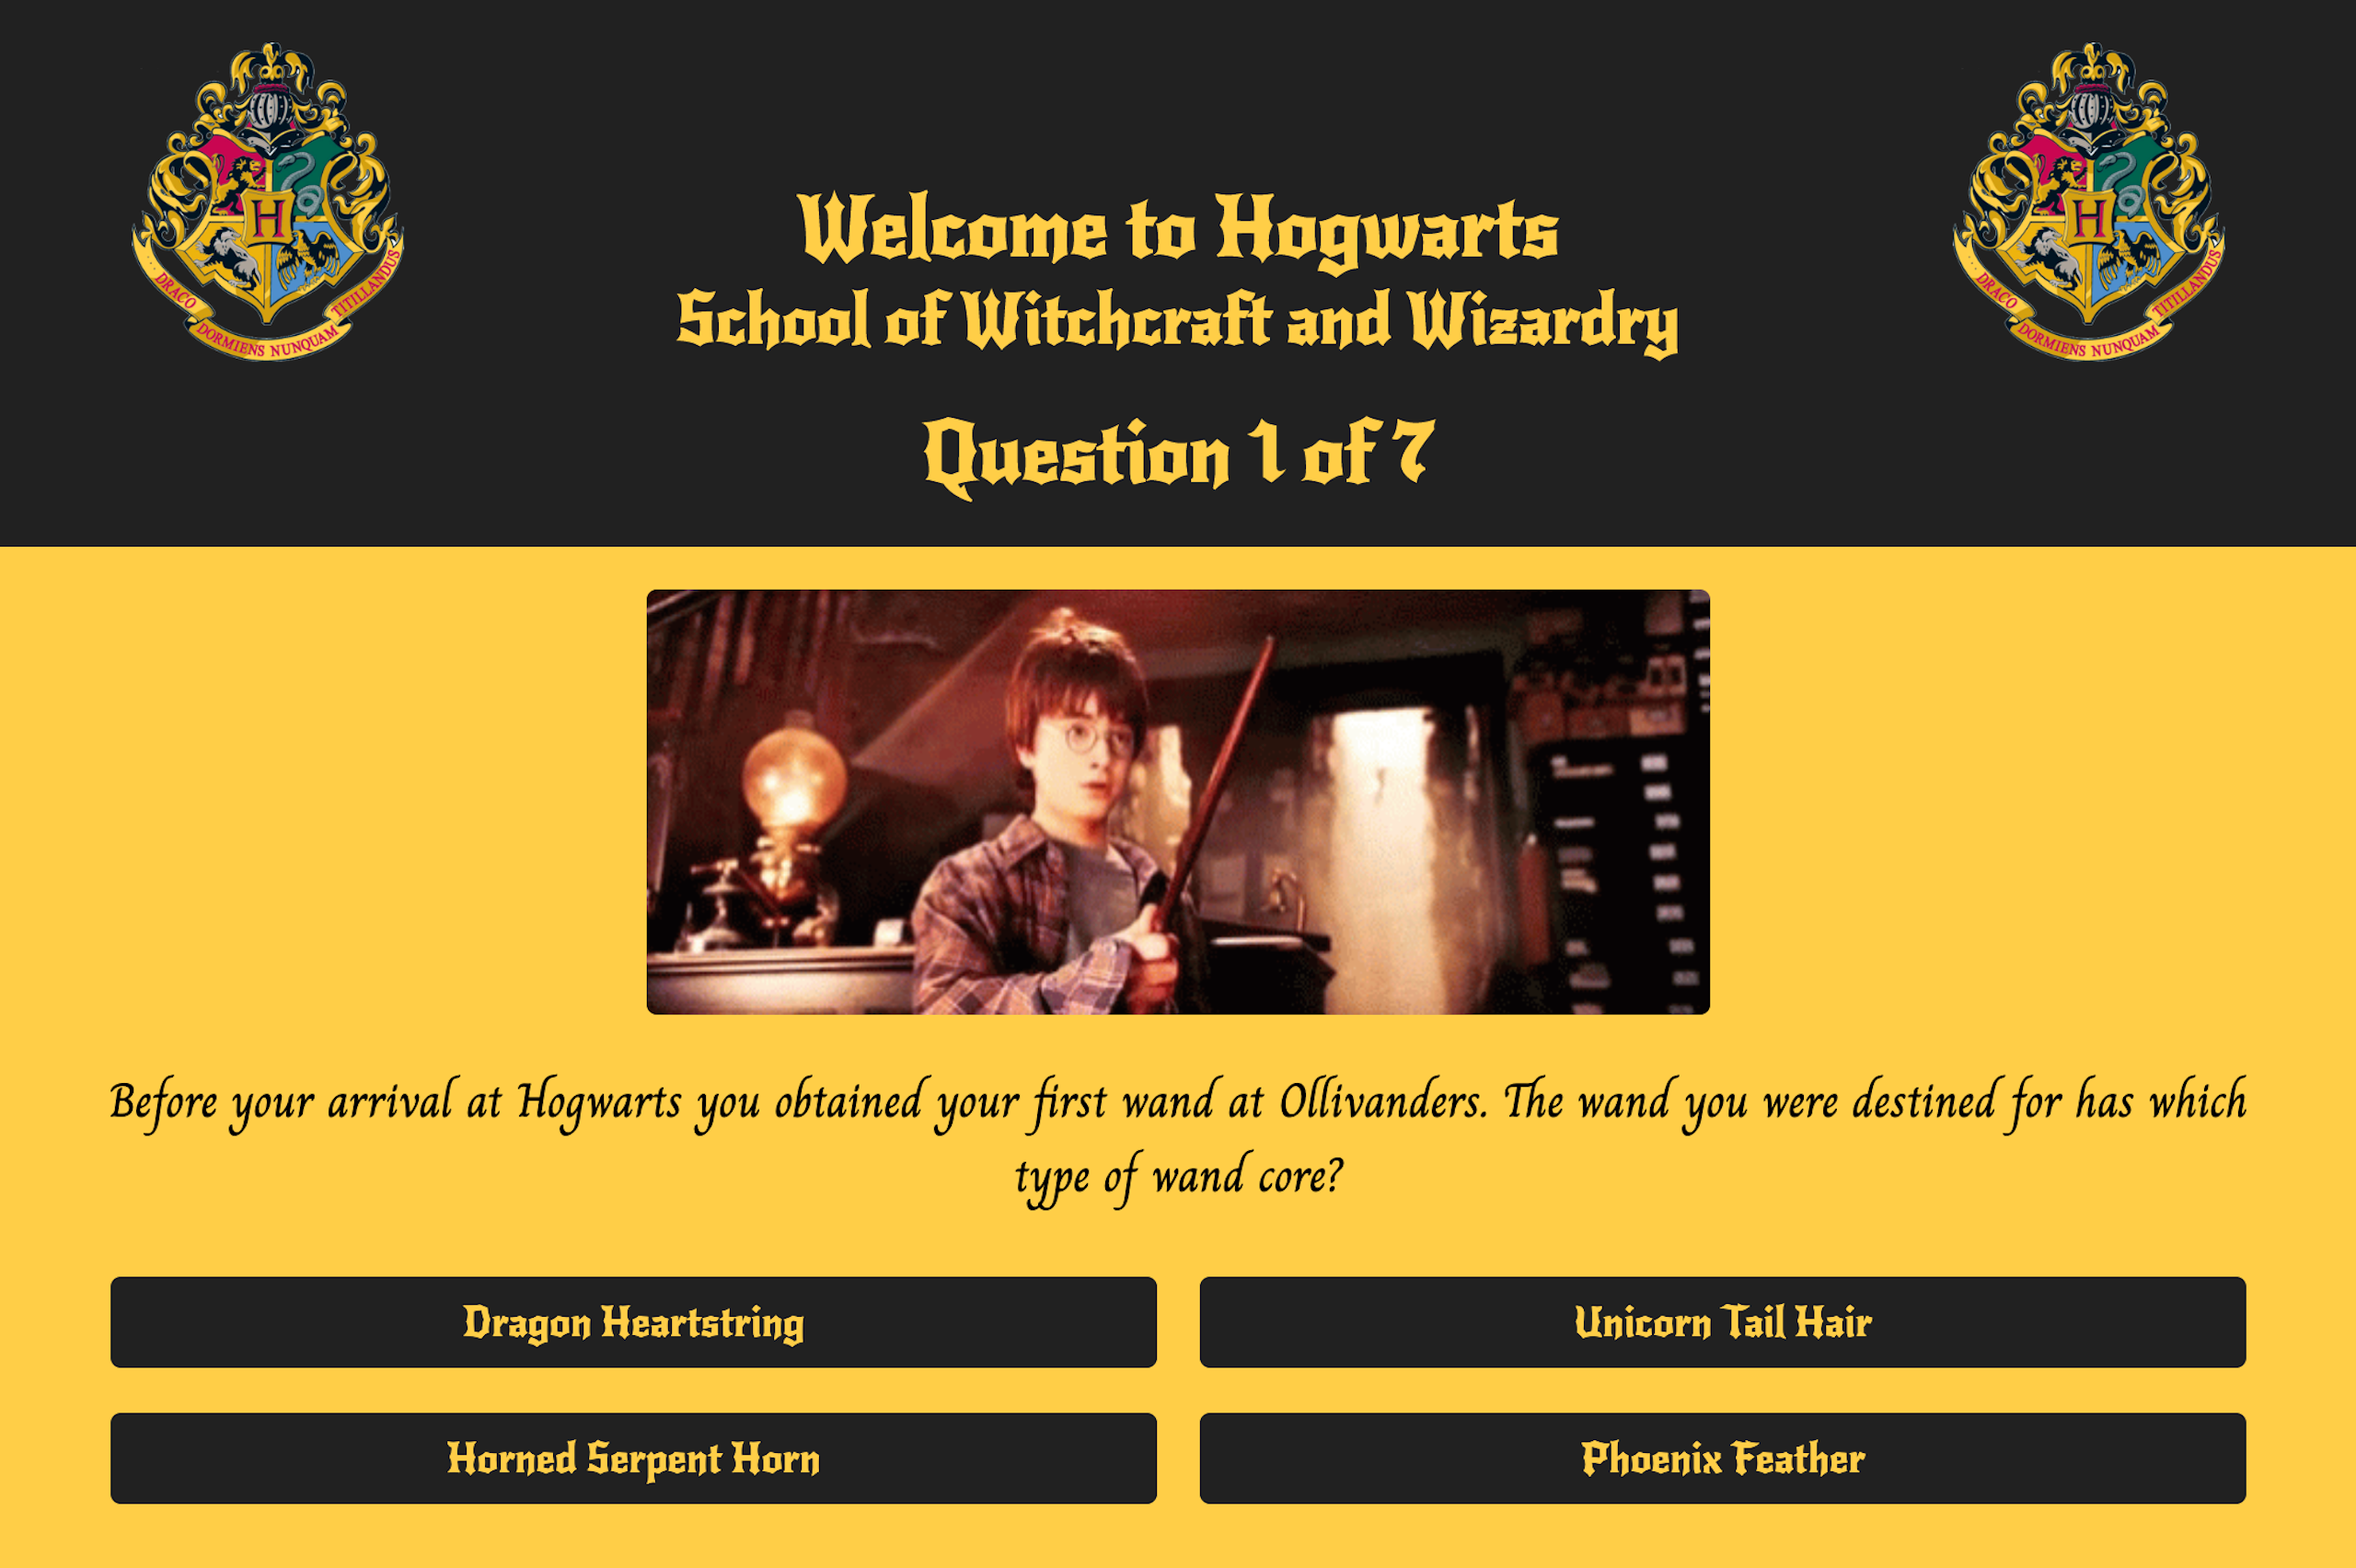 DRACO DORMIENS NUNQUAM TITILLANDUS
DRACO DORMIENS NUNQUAM TITILLANDUS
H
H
Welcome to Hogwarts
School of Witchcraft and Wizardry
Question 1 of 7
Before your arrival at Hogwarts you obtained your first wand at Ollivanders. The wand you were destined for has which
type of wand core?
Dragon Heartstring
Unicorn Tail Hair
Horned Serpent Horn
Phoenix Feather